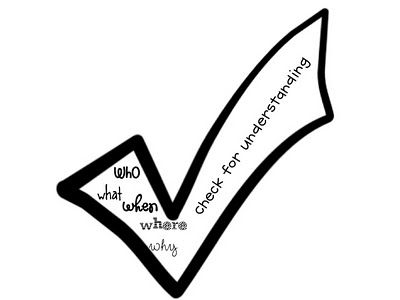 who
what
when
where
why
check for understanding